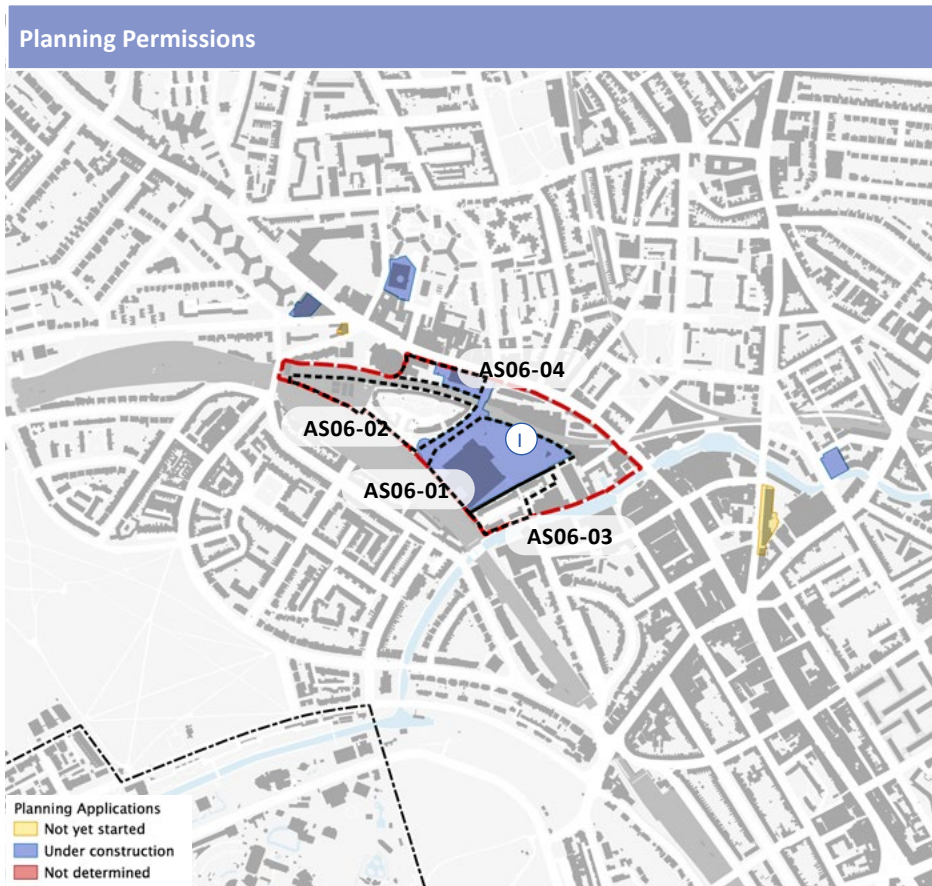 Planning Permissions
AS06-04
AS06-02
I
AS06-01
AS06-03
Planning Applications
Not yet started
Under construction
Not determined